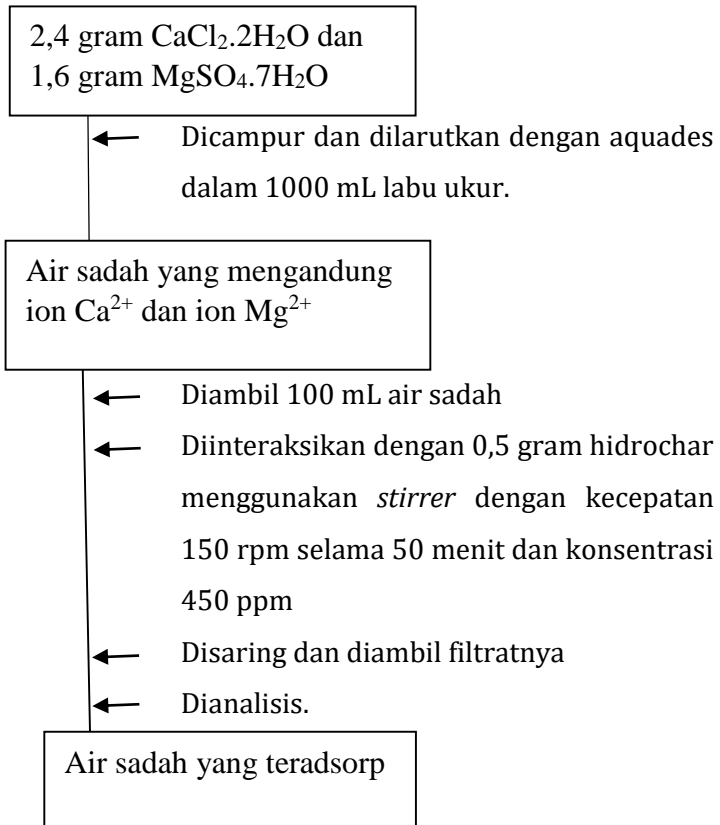 2,4 gram CaCl₂.2H₂O dan
1,6 gram MgSO₄.7H₂O
Dicampur dan dilarutkan dengan aquades
dalam 1000 mL labu ukur.
Air sadah yang mengandung
ion Ca²⁺ dan ion Mg²⁺
Diambil 100 mL air sadah
Diinteraksikan dengan 0,5 gram hidrochar
menggunakan stirrer dengan kecepatan
150 rpm selama 50 menit dan konsentrasi
450 ppm
Disaring dan diambil filtratnya
Dianalisis.
Air sadah yang teradsorp